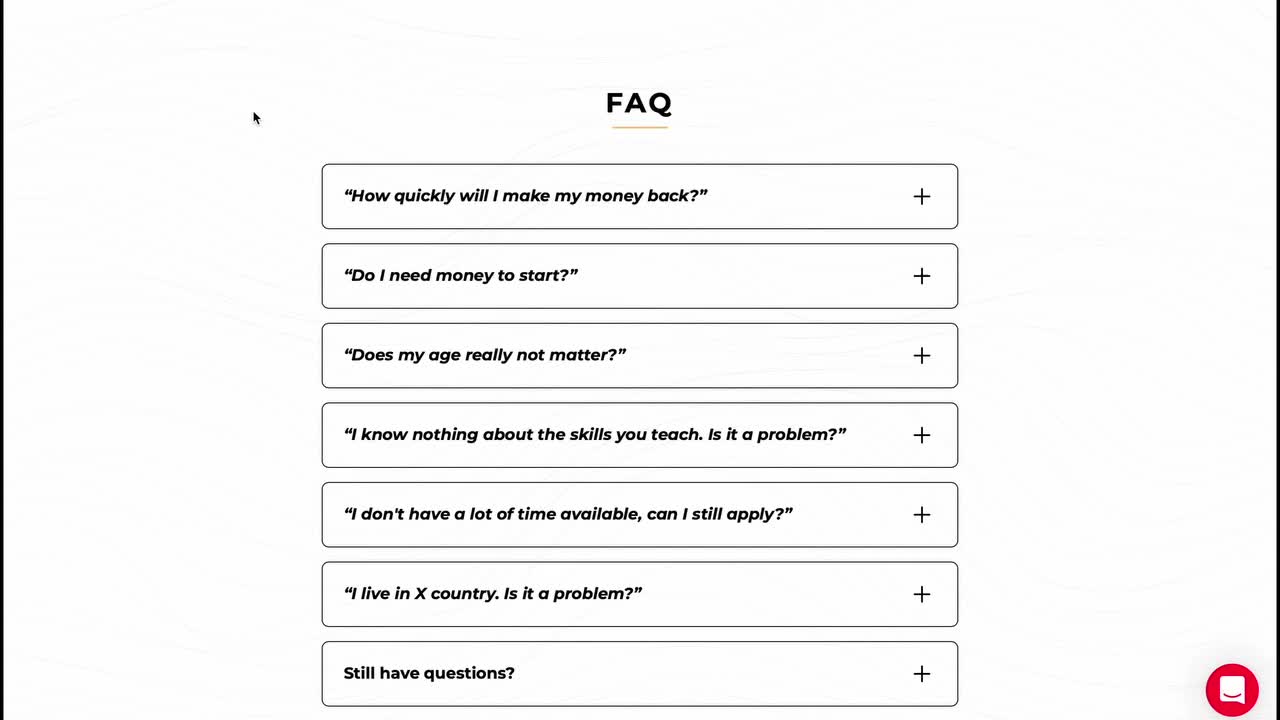 FAQ
“How quickly will I make my money back?”
“Do I need money to start?”
“Does my age really not matter?”
“I know nothing about the skills you teach. Is it a problem?”
“I don't have a lot of time available, can I still apply?”
“I live in X country. Is it a problem?”
Still have questions?